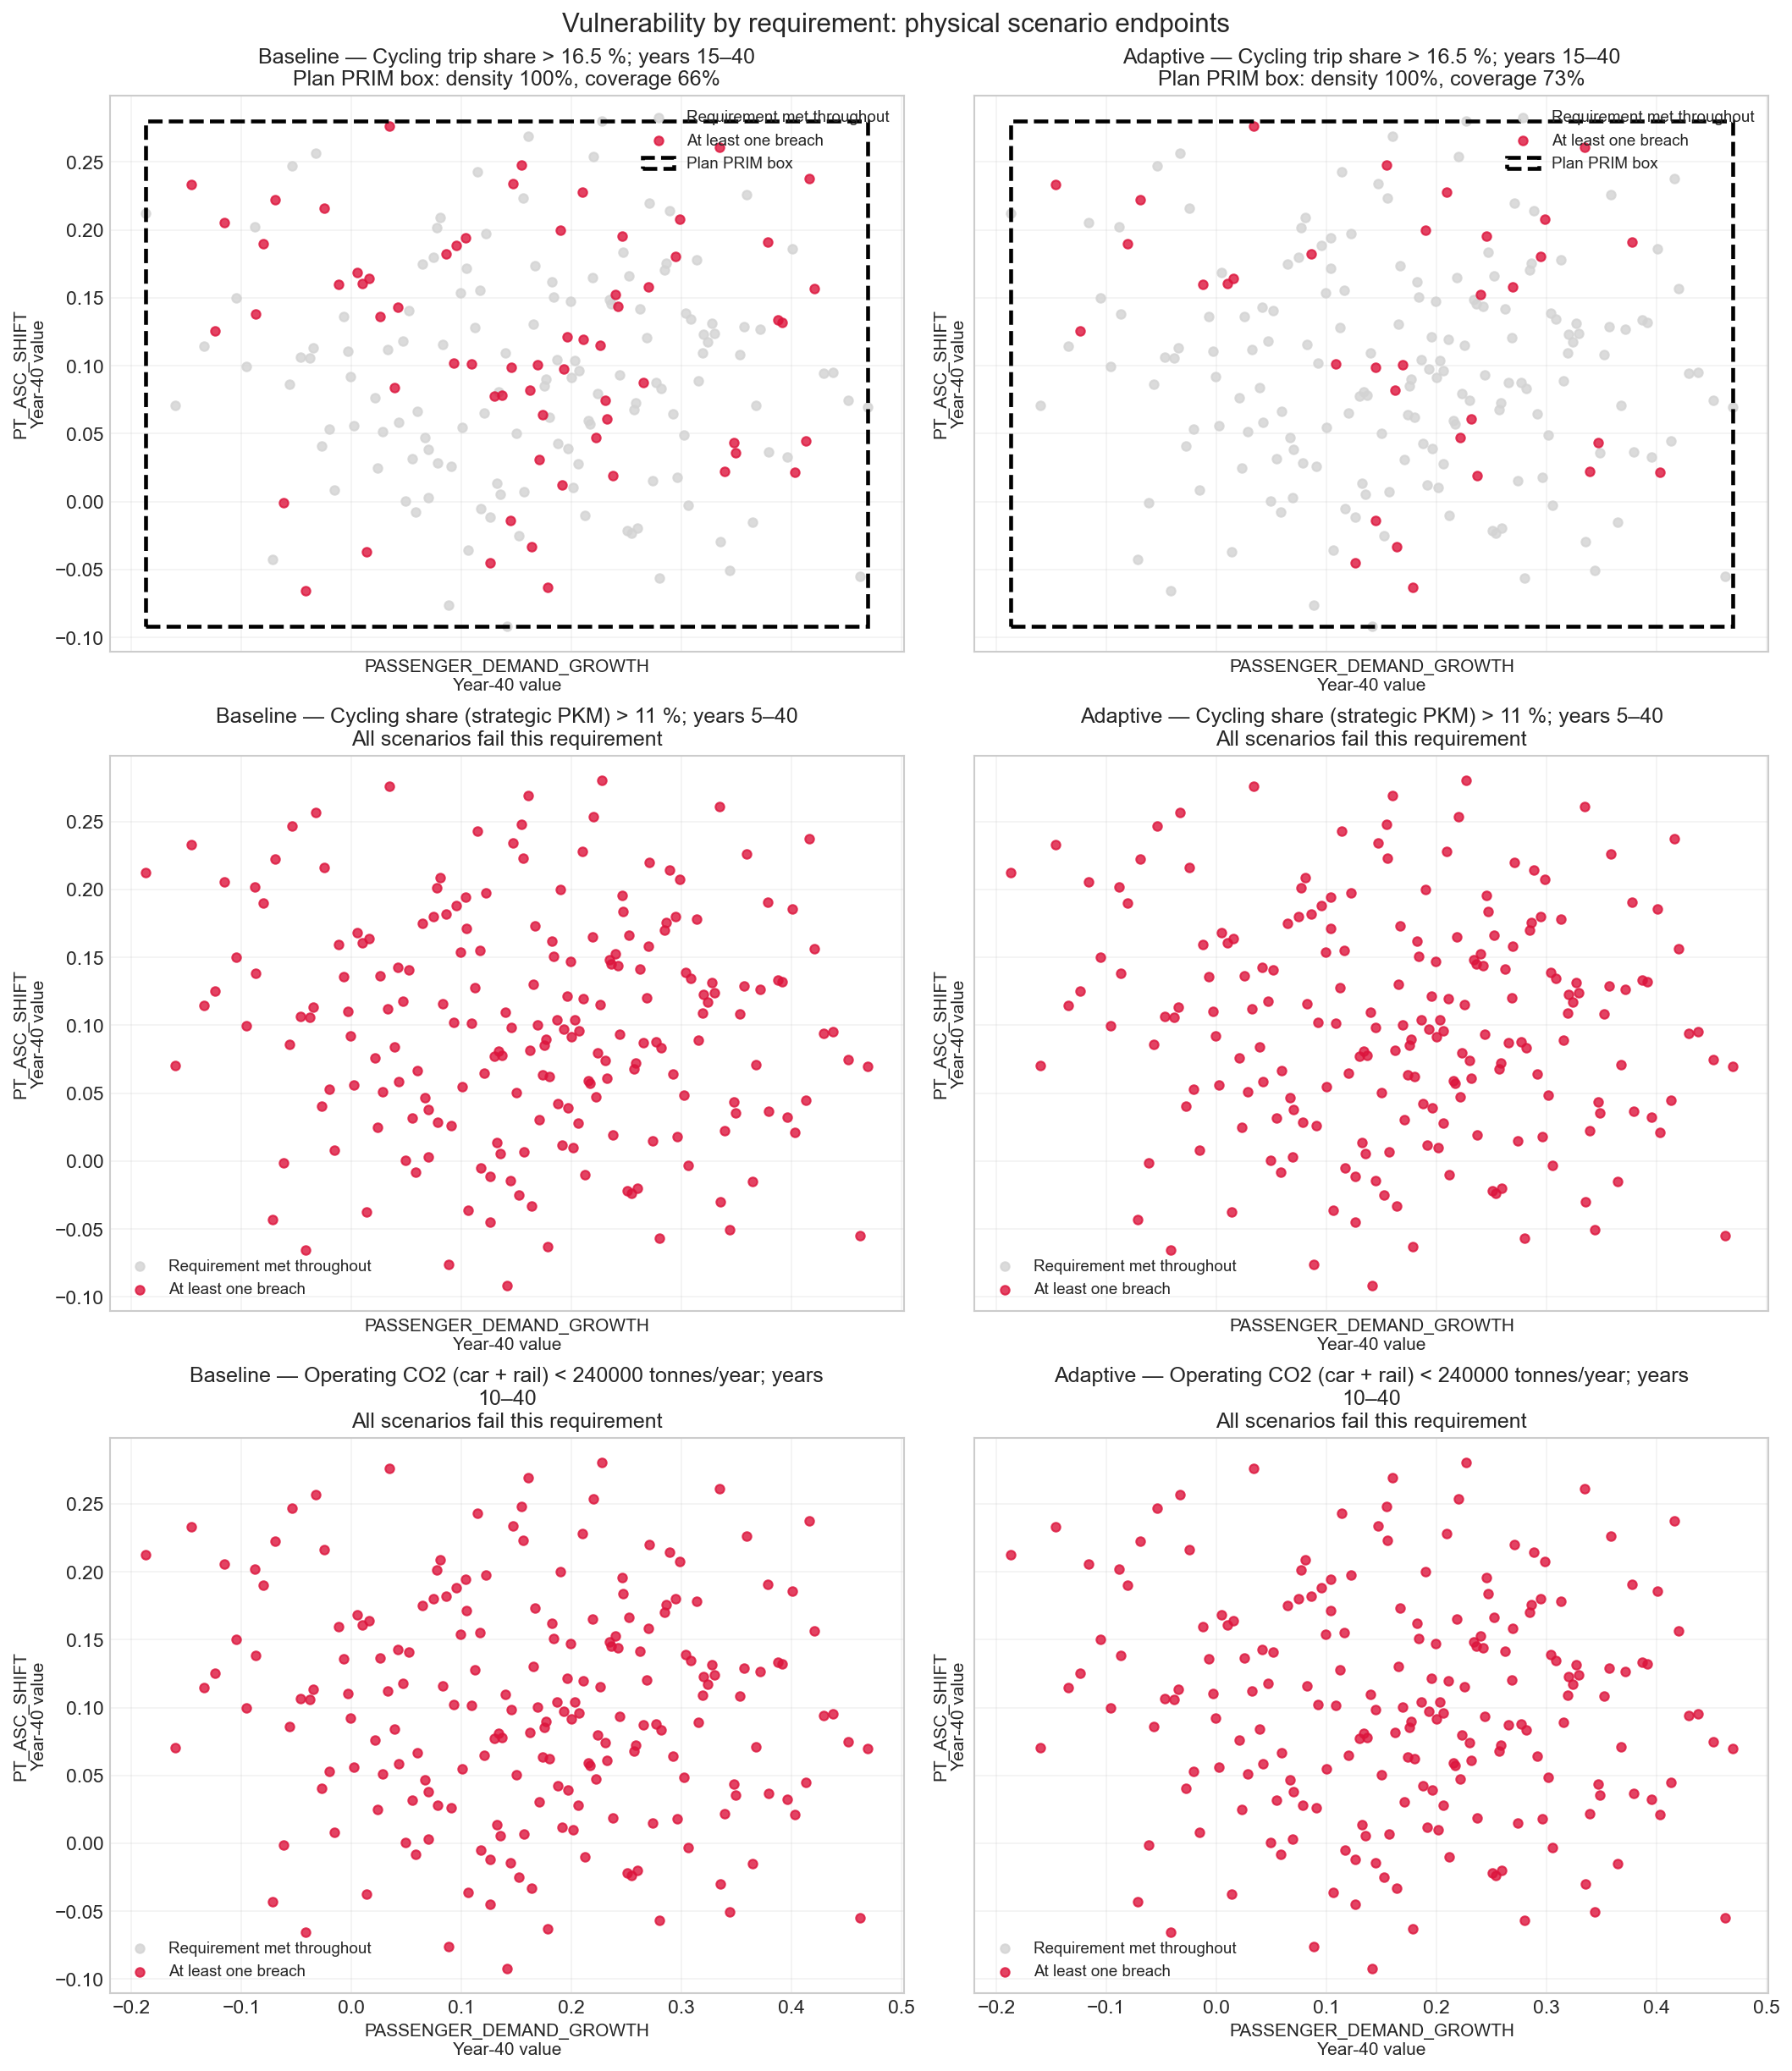 Vulnerability by requirement: physical scenario endpoints
Baseline — Cycling trip share > 16.5 %; years 15–40
Plan PRIM box: density 100%, coverage 66%
Requirement met throughout
At least one breach
Plan PRIM box
0.25
0.20
0.15
0.10
0.05
0.00
−0.05
−0.10
PT_ASC_SHIFT
Year-40 value
PASSENGER_DEMAND_GROWTH
Year-40 value
Adaptive — Cycling trip share > 16.5 %; years 15–40
Plan PRIM box: density 100%, coverage 73%
Requirement met throughout
At least one breach
Plan PRIM box
PT_ASC_SHIFT
Year-40 value
PASSENGER_DEMAND_GROWTH
Year-40 value
Baseline — Cycling share (strategic PKM) > 11 %; years 5–40
All scenarios fail this requirement
0.25
0.20
0.15
0.10
0.05
0.00
−0.05
−0.10
PT_ASC_SHIFT
Year-40 value
Requirement met throughout
At least one breach
PASSENGER_DEMAND_GROWTH
Year-40 value
Adaptive — Cycling share (strategic PKM) > 11 %; years 5–40
All scenarios fail this requirement
PT_ASC_SHIFT
Year-40 value
Requirement met throughout
At least one breach
PASSENGER_DEMAND_GROWTH
Year-40 value
Baseline — Operating CO2 (car + rail) < 240000 tonnes/year; years
10–40
All scenarios fail this requirement
0.25
0.20
0.15
0.10
0.05
0.00
−0.05
−0.10
PT_ASC_SHIFT
Year-40 value
Requirement met throughout
At least one breach
−0.2 −0.1 0.0 0.1 0.2 0.3 0.4 0.5
PASSENGER_DEMAND_GROWTH
Year-40 value
Adaptive — Operating CO2 (car + rail) < 240000 tonnes/year; years
10–40
All scenarios fail this requirement
PT_ASC_SHIFT
Year-40 value
Requirement met throughout
At least one breach
−0.2 −0.1 0.0 0.1 0.2 0.3 0.4 0.5
PASSENGER_DEMAND_GROWTH
Year-40 value